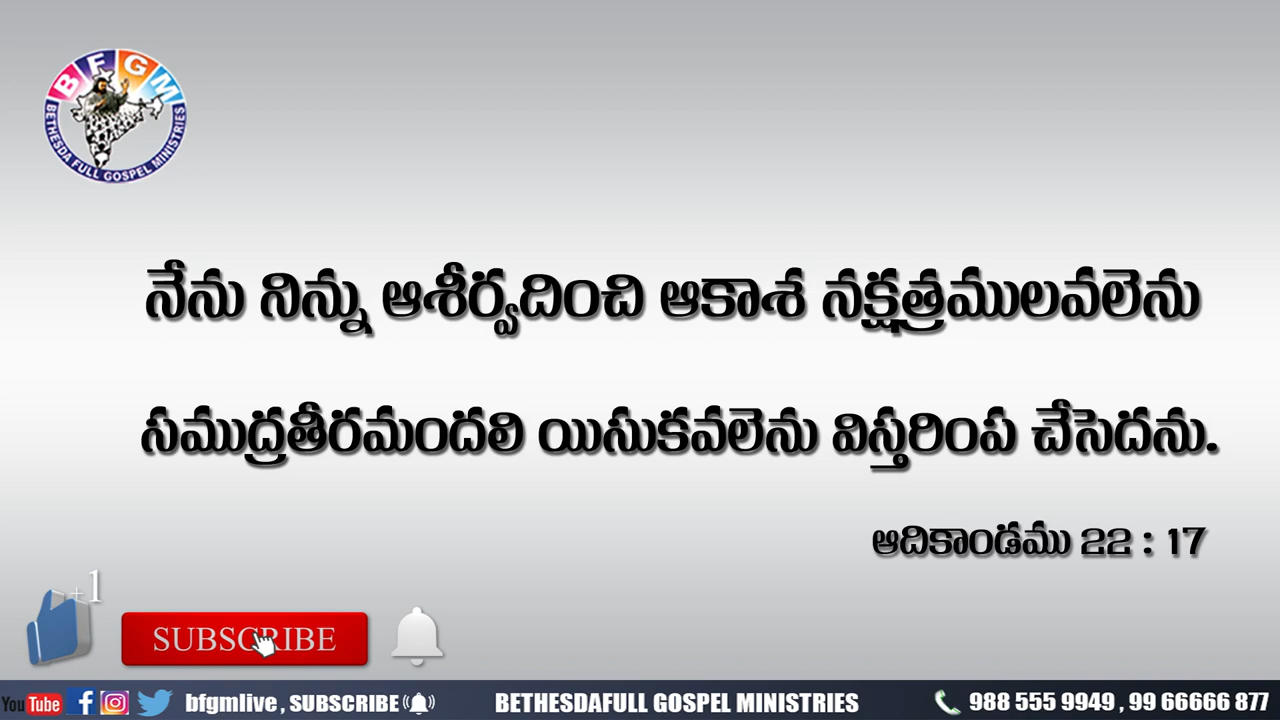 BFGM
BETHESDA FULL GOSPEL MINISTRIES
నేను నిన్ను ఆశీర్వదించి ఆకాశ నక్షత్రములవలెను
సముద్రతీరమందలి యిసుకవలెను విస్తరింప చేసెదను.
ఆదికాండము 22 : 17
+1
SUBSCRIBE
YouTube bfgmlive , SUBSCRIBE BETHESDAFULL GOSPEL MINISTRIES 988 555 9949 , 99 66666 877